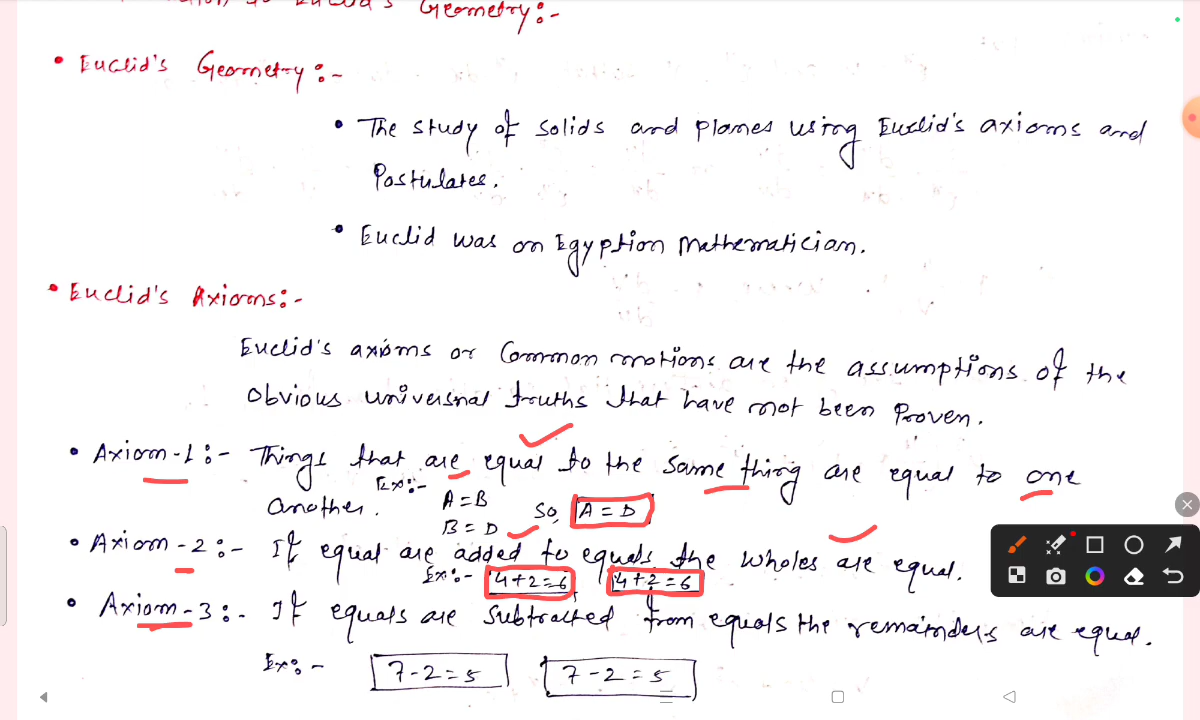 Euclid's Geometry:-
• Euclid's Geometry:-
• The study of solids and planes using Euclid's axioms and
Postulates.
• Euclid was an Egyption Mathematician.
• Euclid's Axioms:-
Euclid's axioms or Common notions are the assumptions of the
obvious universnal truths that have not been Proven.
• Axiom-1:- Things that are equal to the same thing are equal to one
another. Ex:- A=B So, A = D
B = D
• Axiom-2:- If equal are added to equals the wholes are equal.
Ex:- 4+2=6 4+2=6
• Axiom-3:- If equals are Subtracted from equals the remainders are equal.
Ex:- 7-2=5 7-2=5